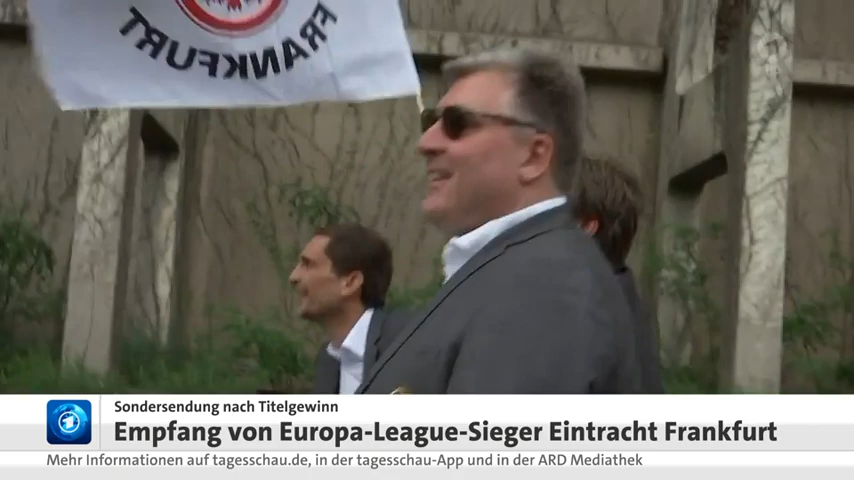 FRANKFURT
FRANKFURT
Sondersendung nach Titelgewinn
Empfang von Europa-League-Sieger Eintracht Frankfurt
Mehr Informationen auf tagesschau.de, in der tagesschau-App und in der ARD Mediathek